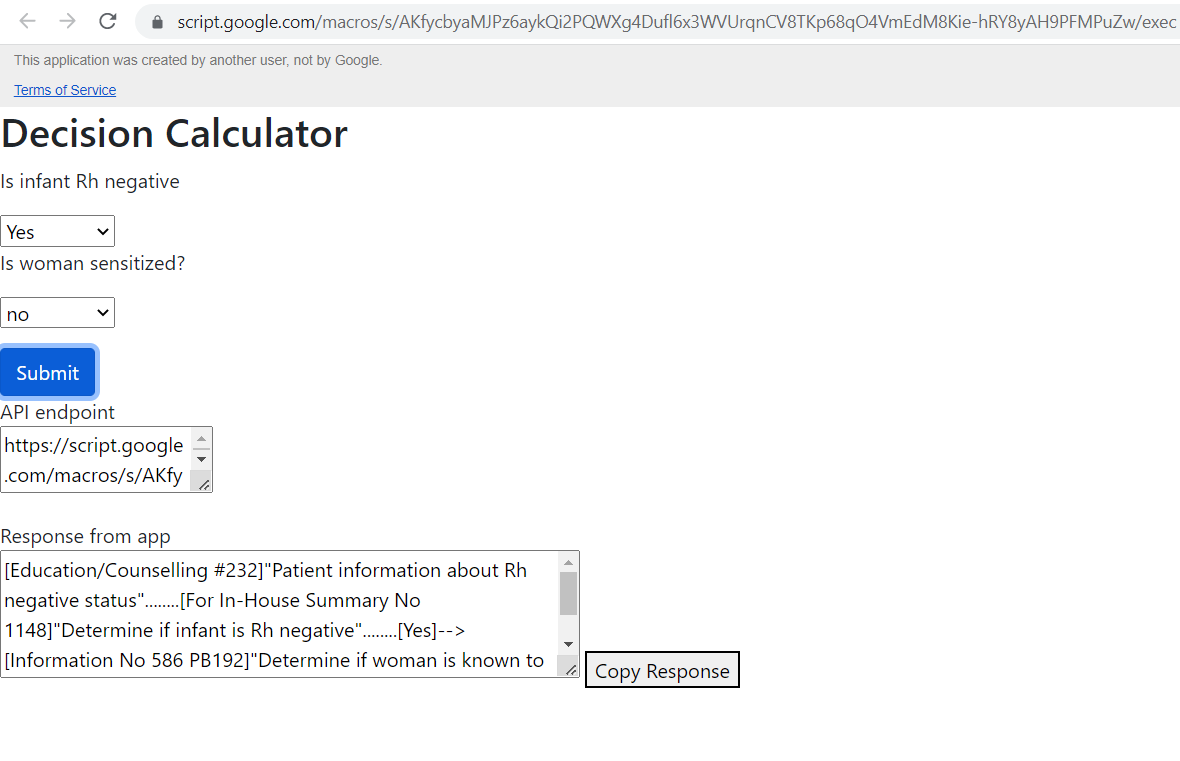 script.google.com/macros/s/AKfycbyaMJPz6aykQi2PQWXg4Dufl6x3WVUrqnCV8TKp68qO4VmEdM8Kie-hRY8yAH9PFMPuZw/exec
This application was created by another user, not by Google.
Terms of Service
Decision Calculator
Is infant Rh negative
Yes
Is woman sensitized?
no
Submit
API endpoint
https://script.google
.com/macros/s/AKfy
Response from app
[Education/Counselling #232]"Patient information about Rh
negative status"........[For In-House Summary No
1148]"Determine if infant is Rh negative"........[Yes]-->
[Information No 586 PB192]"Determine if woman is known to
Copy Response